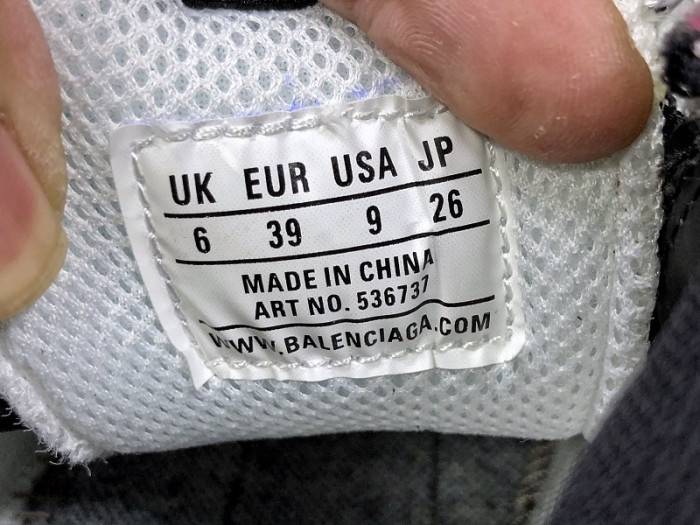 UK EUR USA JP
6 39 9 26
MADE IN CHINA
ART NO. 536737
WWW.BALENCIAGA.COM